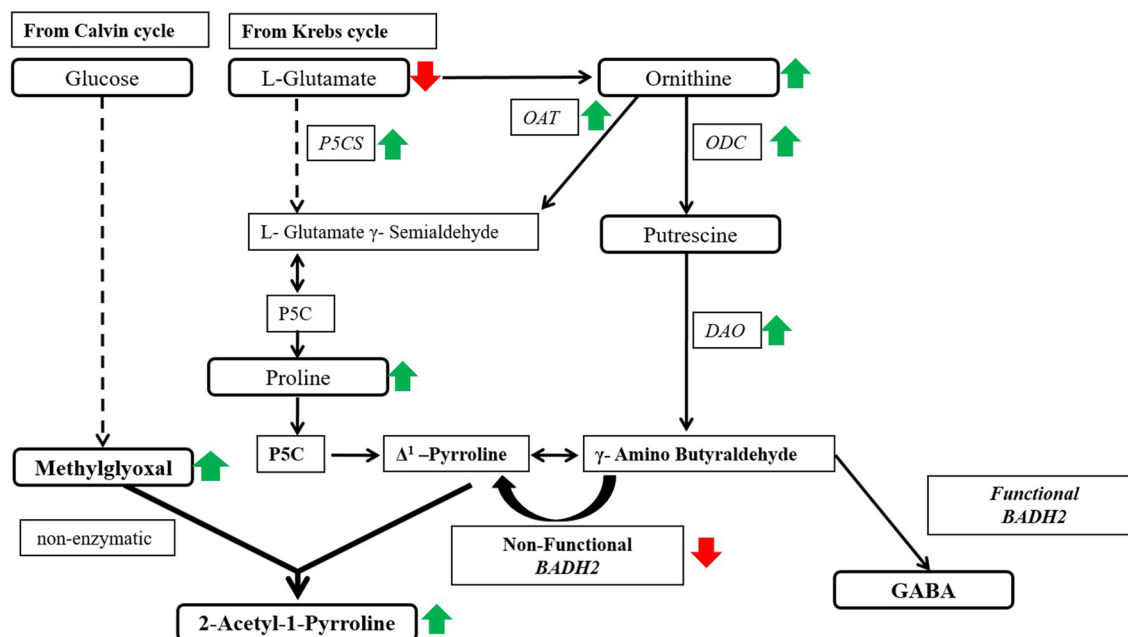 From Calvin cycle
From Krebs cycle
Glucose
L-Glutamate
Ornithine
OAT
P5CS
ODC
L- Glutamate γ- Semialdehyde
Putrescine
P5C
DAO
Proline
P5C
Δ¹ –Pyrroline
γ- Amino Butyraldehyde
Methylglyoxal
Functional
BADH2
non-enzymatic
Non-Functional
BADH2
GABA
2-Acetyl-1-Pyrroline